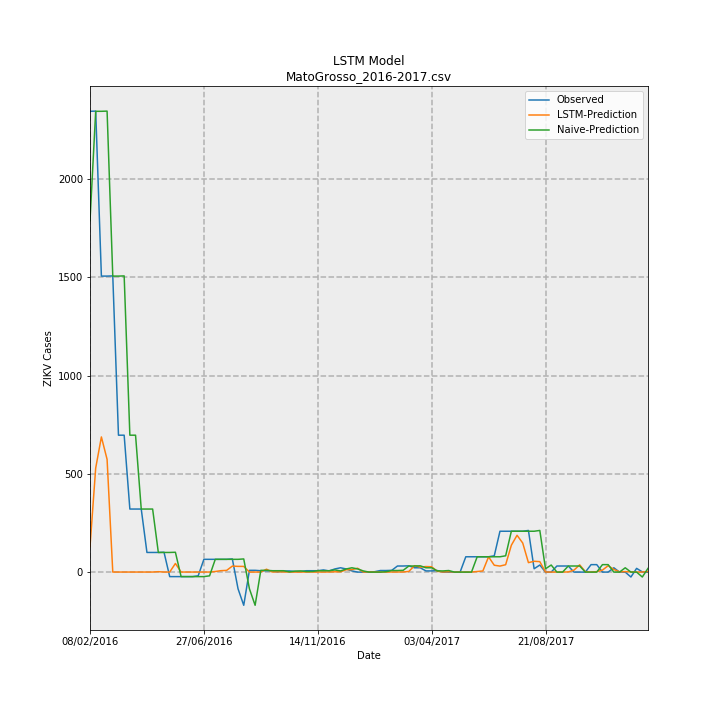 LSTM Model
MatoGrosso_2016-2017.csv
Observed
LSTM-Prediction
Naive-Prediction
ZIKV Cases
2000
1500
1000
500
0
08/02/2016
27/06/2016
14/11/2016
03/04/2017
21/08/2017
Date